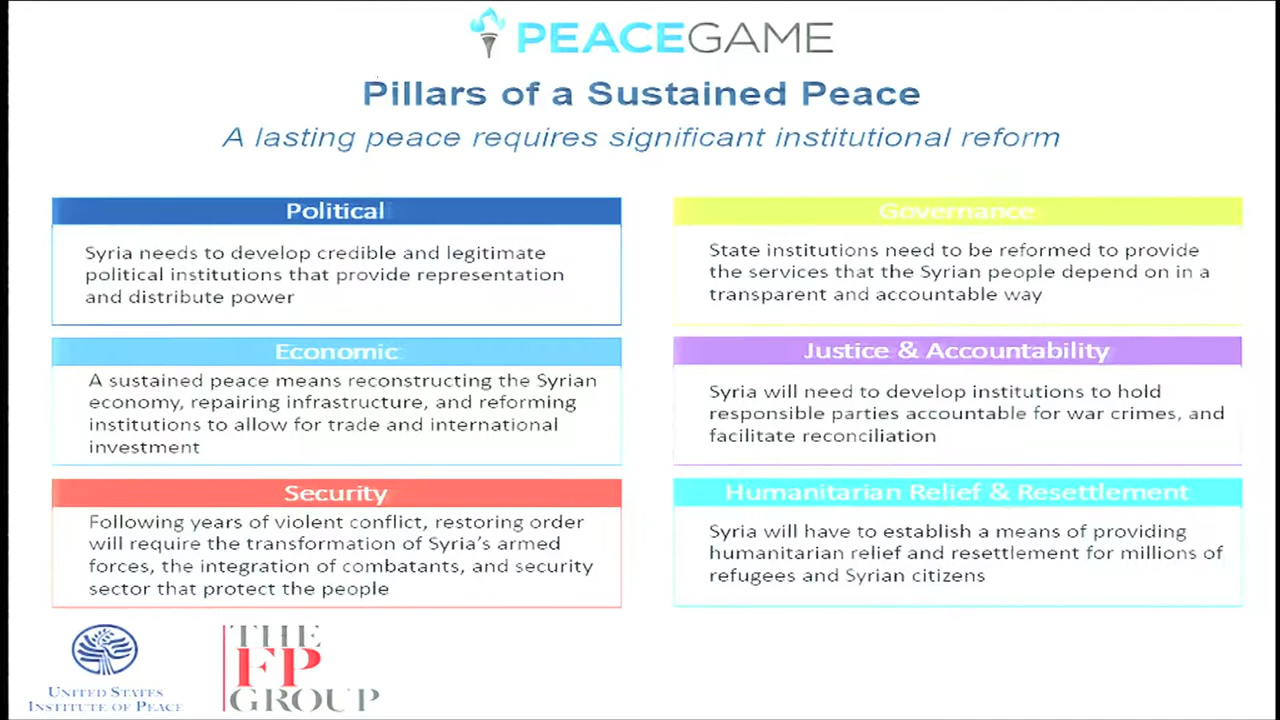 PEACEGAME
Pillars of a Sustained Peace
A lasting peace requires significant institutional reform
Political
Syria needs to develop credible and legitimate
political institutions that provide representation
and distribute power
Governance
State institutions need to be reformed to provide
the services that the Syrian people depend on in a
transparent and accountable way
Economic
A sustained peace means reconstructing the Syrian
economy, repairing infrastructure, and reforming
institutions to allow for trade and international
investment
Justice & Accountability
Syria will need to develop institutions to hold
responsible parties accountable for war crimes, and
facilitate reconciliation
Security
Following years of violent conflict, restoring order
will require the transformation of Syria's armed
forces, the integration of combatants, and security
sector that protect the people
Humanitarian Relief & Resettlement
Syria will have to establish a means of providing
humanitarian relief and resettlement for millions of
refugees and Syrian citizens
UNITED STATES
INSTITUTE OF PEACE
THE
FP
GROUP